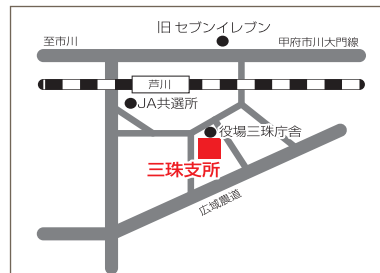 旧 セブンイレブン
至市川
甲府市川大門線
芦川
JA共選所
役場三珠庁舎
三珠支所
広域農道